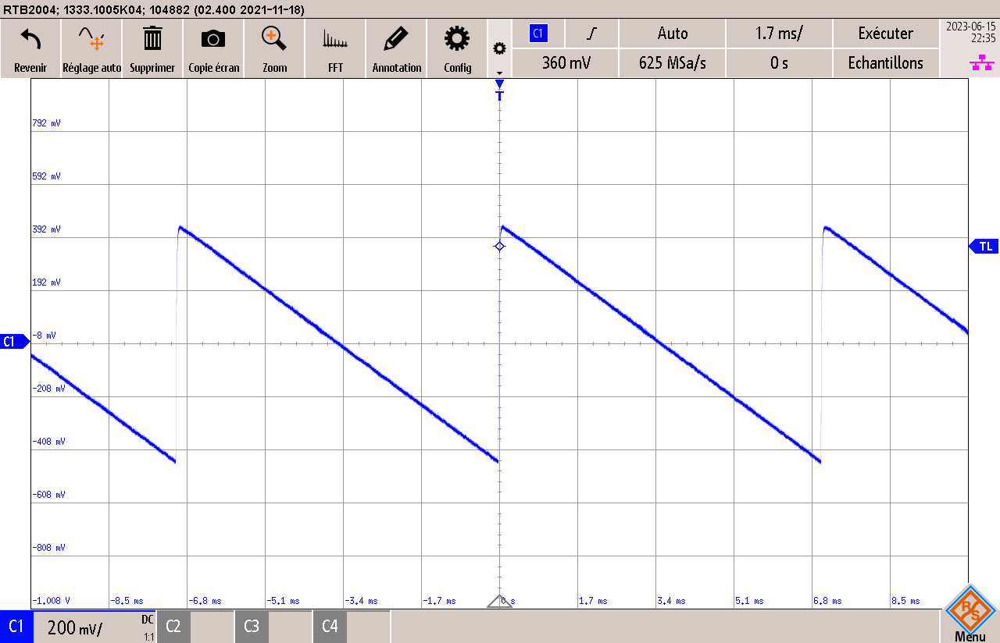 RTB2004; 1333.1005K04; 104882 (02.400 2021-11-18)
Revenir
Réglage auto
Supprimer
Copie écran
Zoom
FFT
Annotation
Config
C1
Auto
1.7 ms/
Exécuter
360 mV
625 MSa/s
0 s
Echantillons
2023-06-15
22:35
T
792 mV
592 mV
392 mV
TL
192 mV
C1
-8 mV
-208 mV
-408 mV
-608 mV
-808 mV
-1.008 V
-8.5 ms
-6.8 ms
-5.1 ms
-3.4 ms
-1.7 ms
0 s
1.7 ms
3.4 ms
5.1 ms
6.8 ms
8.5 ms
C1
200 mV/
DC
1:1
C2
C3
C4
R&S
Menu